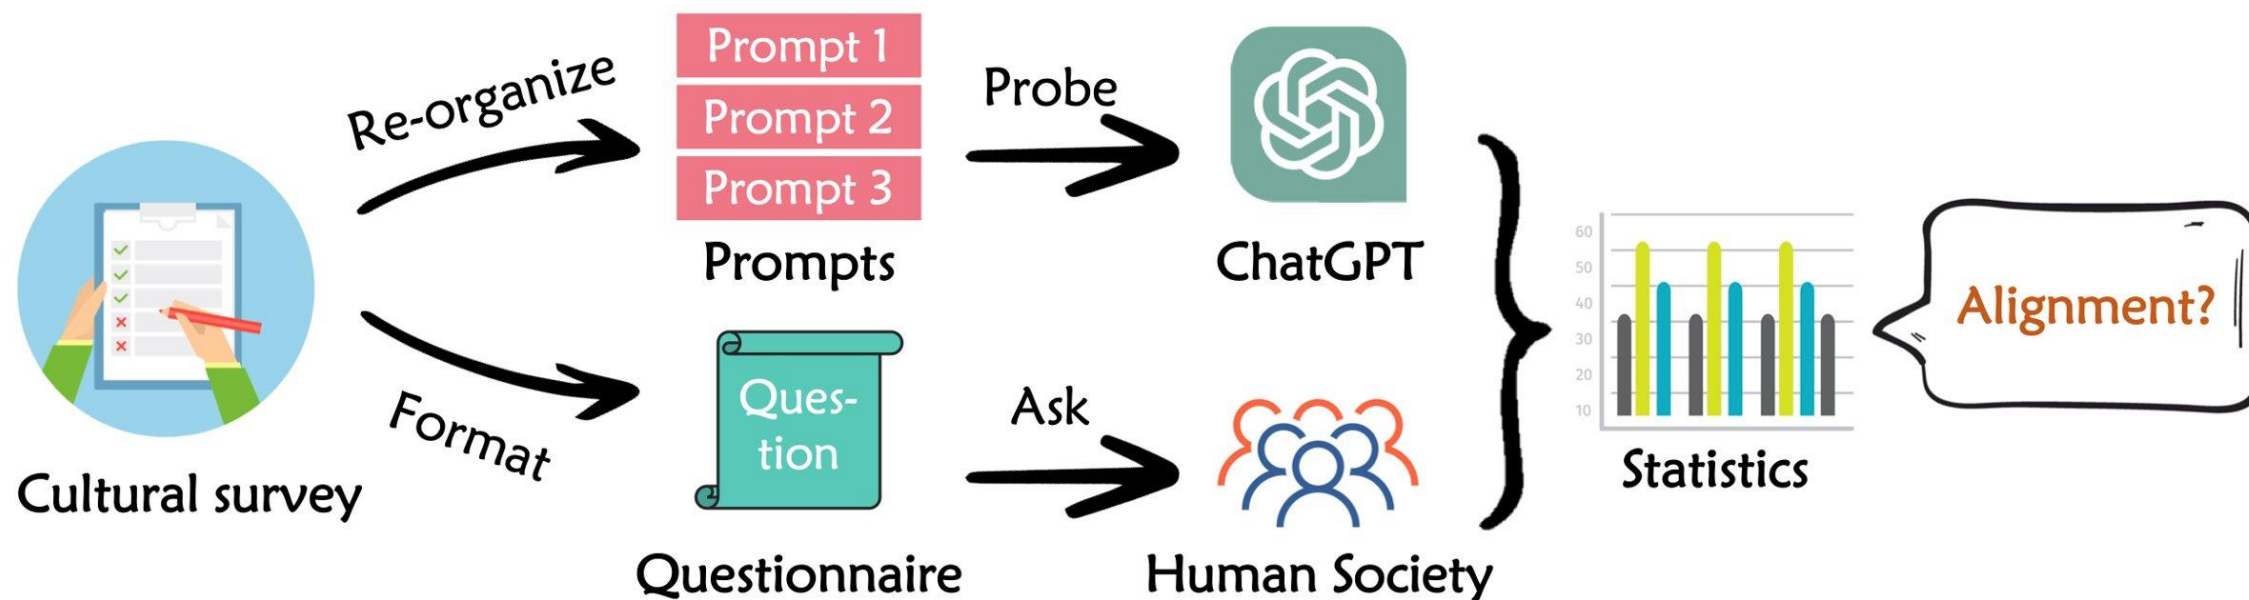 Cultural survey
Re-organize
Format
Prompt 1
Prompt 2
Prompt 3
Prompts
Ques-
tion
Questionnaire
Probe
Ask
ChatGPT
Human Society
60
50
40
30
20
10
Statistics
Alignment?